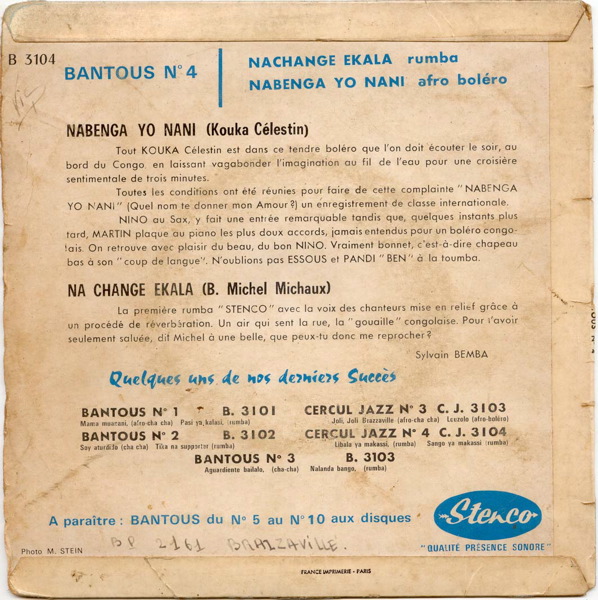 B 3104
BANTOUS N° 4
NACHANGE EKALA rumba
NABENGA YO NANI afro boléro
NABENGA YO NANI (Kouka Célestin)
Tout KOUKA Célestin est dans ce tendre boléro que l'on doit écouter le soir, au
bord du Congo, en laissant vagabonder l'imagination au fil de l'eau pour une croisière
sentimentale de trois minutes.
Toutes les conditions ont été réunies pour faire de cette complainte "NABENGA
YO NANI" (Quel nom te donner mon Amour ?) un enregistrement de classe internationale.
NINO au Sax, y fait une entrée remarquable tandis que, quelques instants plus
tard, MARTIN plaque au piano les plus doux accords, jamais entendus pour un boléro congo-
lais. On retrouve avec plaisir du beau, du bon NINO. Vraiment bonnet, c'est-à-dire chapeau
bas à son "coup de langue". N'oublions pas ESSOUS et PANDI "BEN" à la toumba.
NA CHANGE EKALA (B. Michel Michaux)
La première rumba "STENCO" avec la voix des chanteurs mise en relief grâce à
un procédé de réverbération. Un air qui sent la rue, la "gouaille" congolaise. Pour l'avoir
seulement saluée, dit Michel à une belle, que peux-tu donc me reprocher ?
Sylvain BEMBA
Quelques uns de nos derniers Succès
BANTOUS N° 1 B. 3101 CERCUL JAZZ N° 3 C. J. 3103
Mama muanani, (afro-cha cha) Pasi ya kalasi, (rumba) Joli, Joli Brazzaville (afro-cha cha) Louzolo (afro-boléro)
BANTOUS N° 2 B. 3102 CERCUL JAZZ N° 4 C. J. 3104
Soy aturdido (cha cha) Tika na supporter (rumba) Libala ya makassi, (rumba) Sango ya makassi (rumba)
BANTOUS N° 3 B. 3103
Aguardiente bailalo, (cha-cha) Nalanda bango, (rumba)
A paraître : BANTOUS du N° 5 au N° 10 aux disques
Stenco
"QUALITÉ PRÉSENCE SONORE"
BP 2161 BRAZZAVILLE.
Photo M. STEIN
FRANCE IMPRIMERIE - PARIS